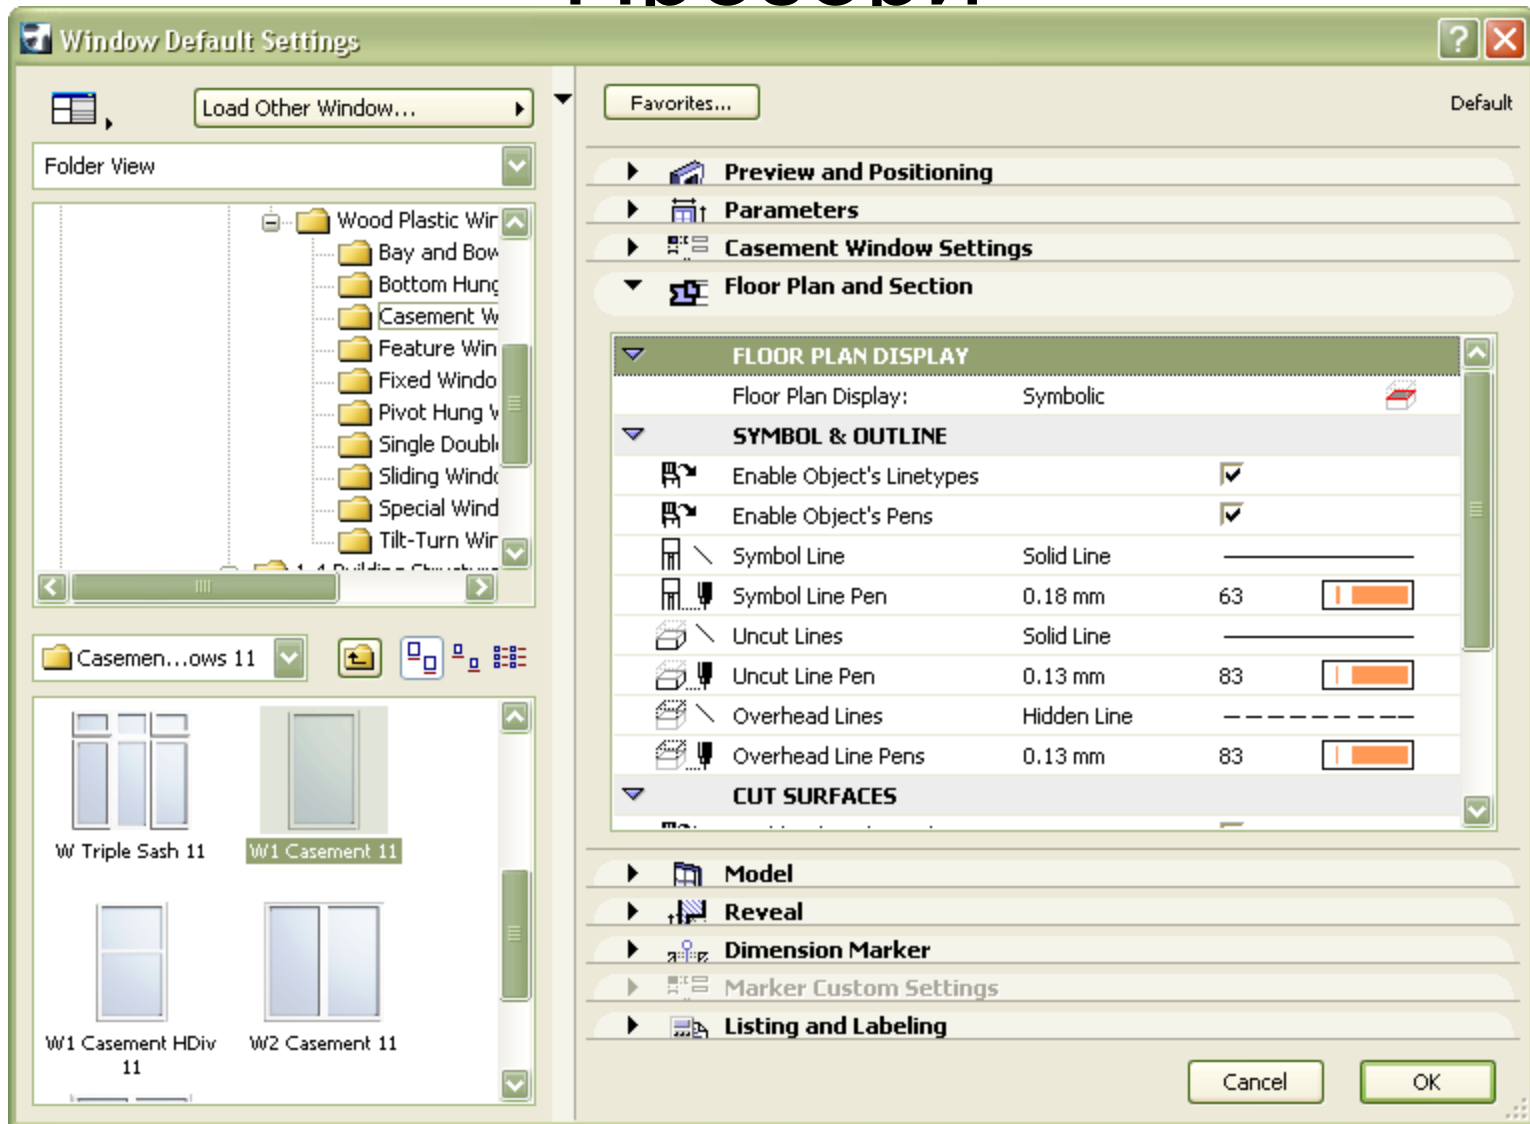 Window Default Settings
Load Other Window...
Folder View
Wood Plastic Wir
Bay and Bow
Bottom Hung
Casement W
Feature Win
Fixed Windo
Pivot Hung
Single Doubl
Sliding Windo
Special Wind
Tilt-Turn Wir
Casemen...ows 11
W Triple Sash 11
W1 Casement 11
W1 Casement HDiv
11
W2 Casement 11
Favorites...
Default
Preview and Positioning
Parameters
Casement Window Settings
Floor Plan and Section
FLOOR PLAN DISPLAY
Floor Plan Display: Symbolic
SYMBOL & OUTLINE
Enable Object's Linetypes
Enable Object's Pens
Symbol Line Solid Line
Symbol Line Pen 0.18 mm 63
Uncut Lines Solid Line
Uncut Line Pen 0.13 mm 83
Overhead Lines Hidden Line
Overhead Line Pens 0.13 mm 83
CUT SURFACES
Model
Reveal
Dimension Marker
Marker Custom Settings
Listing and Labeling
Cancel OK